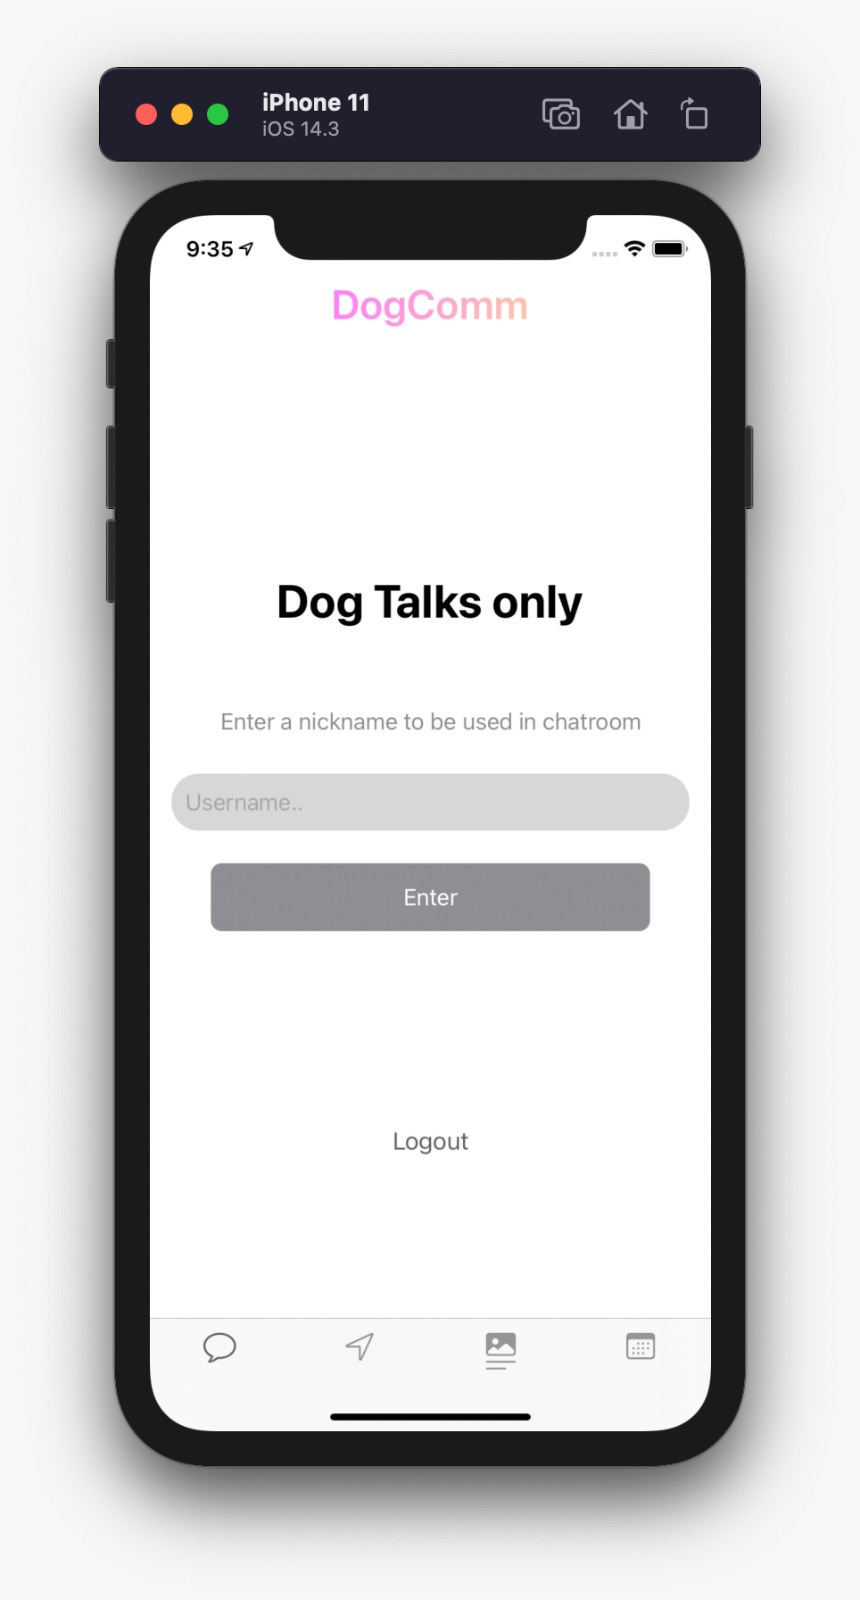 iPhone 11
iOS 14.3
9:35
DogComm
Dog Talks only
Enter a nickname to be used in chatroom
Username..
Enter
Logout